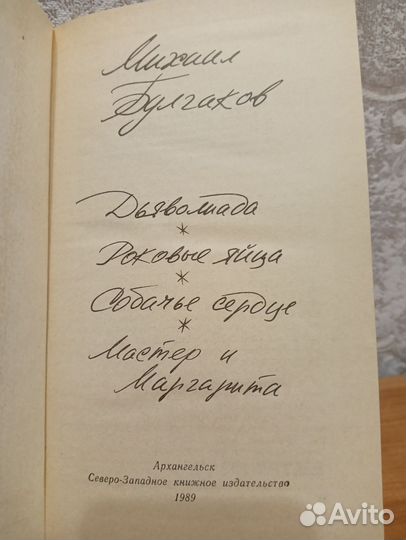 Михаил
Булгаков
Дьяволиада
*
Роковые яйца
*
Собачье сердце
*
Мастер и
Маргарита
Архангельск
Северо-Западное книжное издательство
1989
Avito